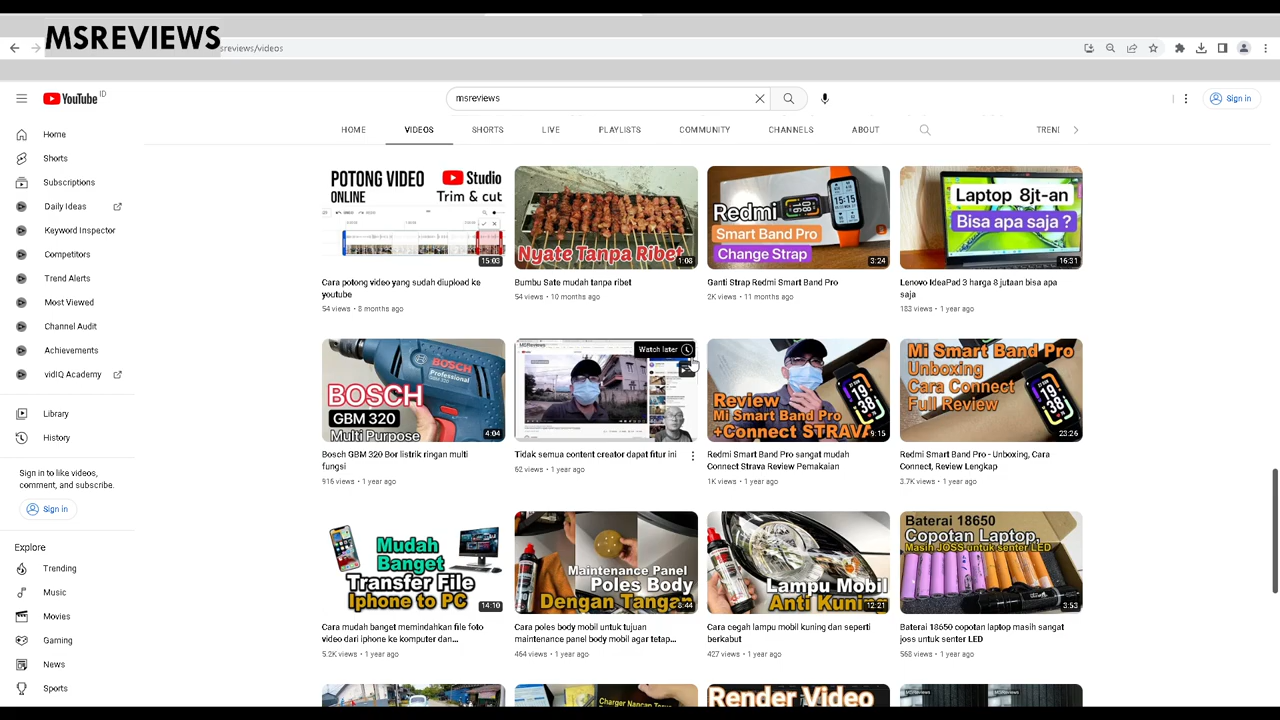 MSREVIEWS
sreviews/videos
YouTube ID
msreviews
Sign in
Home
Shorts
Subscriptions
Daily Ideas
Keyword Inspector
Competitors
Trend Alerts
Most Viewed
Channel Audit
Achievements
vidIQ Academy
Library
History
Sign in to like videos,
comment, and subscribe.
Sign in
Explore
Trending
Music
Movies
Gaming
News
Sports
HOME VIDEOS SHORTS LIVE PLAYLISTS COMMUNITY CHANNELS ABOUT TREND
POTONG VIDEO
ONLINE
Studio
Trim & cut
15:03
Cara potong video yang sudah diupload ke
youtube
54 views • 8 months ago
Nyate Tanpa Ribet
1:08
Bumbu Sate mudah tanpa ribet
54 views • 10 months ago
Redmi
Smart Band Pro
Change Strap
15:15
3:24
Ganti Strap Redmi Smart Band Pro
2K views • 11 months ago
Laptop 8jt-an
Bisa apa saja ?
16:31
Lenovo IdeaPad 3 harga 8 jutaan bisa apa
saja
183 views • 1 year ago
BOSCH
Professional
BOSCH
GBM 320
Multi Purpose
4:04
Bosch GBM 320 Bor listrik ringan multi
fungsi
916 views • 1 year ago
MSReviews
Watch later
Tidak semua content creator dapat fitur ini
62 views • 1 year ago
Review
Mi Smart Band Pro
+Connect STRAVA
9:15
Redmi Smart Band Pro sangat mudah
Connect Strava Review Pemakaian
1K views • 1 year ago
Mi Smart Band Pro
Unboxing
Cara Connect
Full Review
23:26
Redmi Smart Band Pro - Unboxing, Cara
Connect, Review Lengkap
3.7K views • 1 year ago
Mudah
Banget
Transfer File
Iphone to PC
14:10
Cara mudah banget memindahkan file foto
video dari iphone ke komputer dan...
5.2K views • 1 year ago
Maintenance Panel
Poles Body
Dengan Tangan
8:44
Cara poles body mobil untuk tujuan
maintenance panel body mobil agar tetap...
464 views • 1 year ago
Lampu Mobil
Anti Kuning
12:21
Cara cegah lampu mobil kuning dan seperti
berkabut
427 views • 1 year ago
Baterai 18650
Copotan Laptop,
Masih JOSS untuk senter LED
3:53
Baterai 18650 copotan laptop masih sangat
joss untuk senter LED
568 views • 1 year ago
Charger Nancap Terus
Render Video